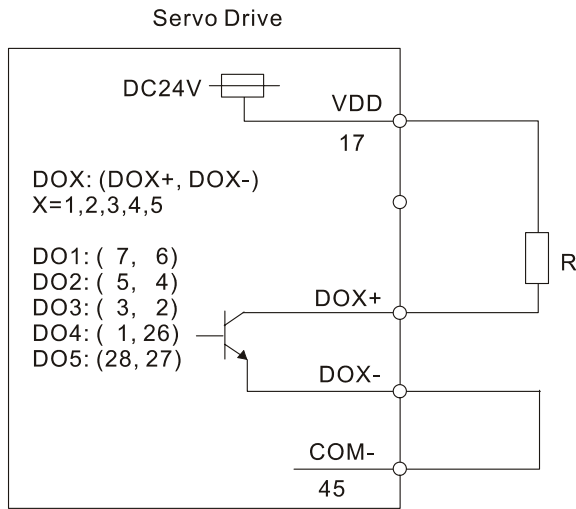 Servo Drive
DC24V
VDD
17
DOX: (DOX+, DOX-)
X=1,2,3,4,5
DO1: ( 7, 6)
DO2: ( 5, 4)
DO3: ( 3, 2)
DO4: ( 1, 26)
DO5: (28, 27)
R
DOX+
DOX-
COM-
45